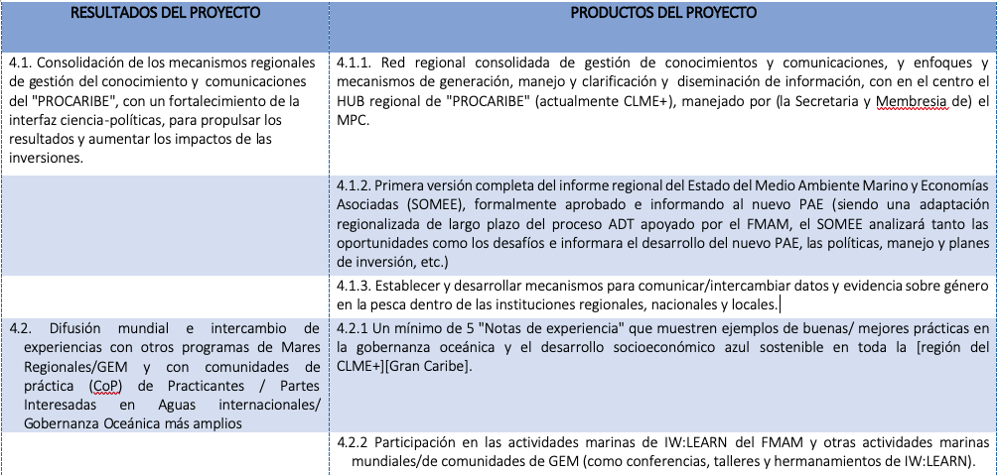 RESULTADOS DEL PROYECTO
PRODUCTOS DEL PROYECTO
4.1. Consolidación de los mecanismos regionales
de gestión del conocimiento y comunicaciones
del "PROCARIBE", con un fortalecimiento de la
interfaz ciencia-políticas, para propulsar los
resultados y aumentar los impactos de las
inversiones.
4.1.1. Red regional consolidada de gestión de conocimientos y comunicaciones, y enfoques y
mecanismos de generación, manejo y clarificación y diseminación de información, con en el centro el
HUB regional de "PROCARIBE" (actualmente CLME+), manejado por (la Secretaria y Membresia de) el
MPC.
4.1.2. Primera versión completa del informe regional del Estado del Medio Ambiente Marino y Economías
Asociadas (SOMEE), formalmente aprobado e informando al nuevo PAE (siendo una adaptación
regionalizada de largo plazo del proceso ADT apoyado por el FMAM, el SOMEE analizará tanto las
oportunidades como los desafíos e informara el desarrollo del nuevo PAE, las políticas, manejo y planes
de inversión, etc.)
4.1.3. Establecer y desarrollar mecanismos para comunicar/intercambiar datos y evidencia sobre género
en la pesca dentro de las instituciones regionales, nacionales y locales.
4.2. Difusión mundial e intercambio de
experiencias con otros programas de Mares
Regionales/GEM y con comunidades de
práctica (CoP) de Practicantes / Partes
Interesadas en Aguas internacionales/
Gobernanza Oceánica más amplios
4.2.1 Un mínimo de 5 "Notas de experiencia" que muestren ejemplos de buenas/ mejores prácticas en
la gobernanza oceánica y el desarrollo socioeconómico azul sostenible en toda la [región del
CLME+][Gran Caribe].
4.2.2 Participación en las actividades marinas de IW:LEARN del FMAM y otras actividades marinas
mundiales/de comunidades de GEM (como conferencias, talleres y hermanamientos de IW:LEARN).